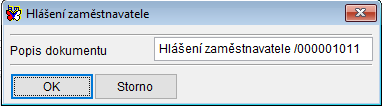 Hlášení zaměstnavatele
Popis dokumentu Hlášení zaměstnavatele /000001011
OK Storno